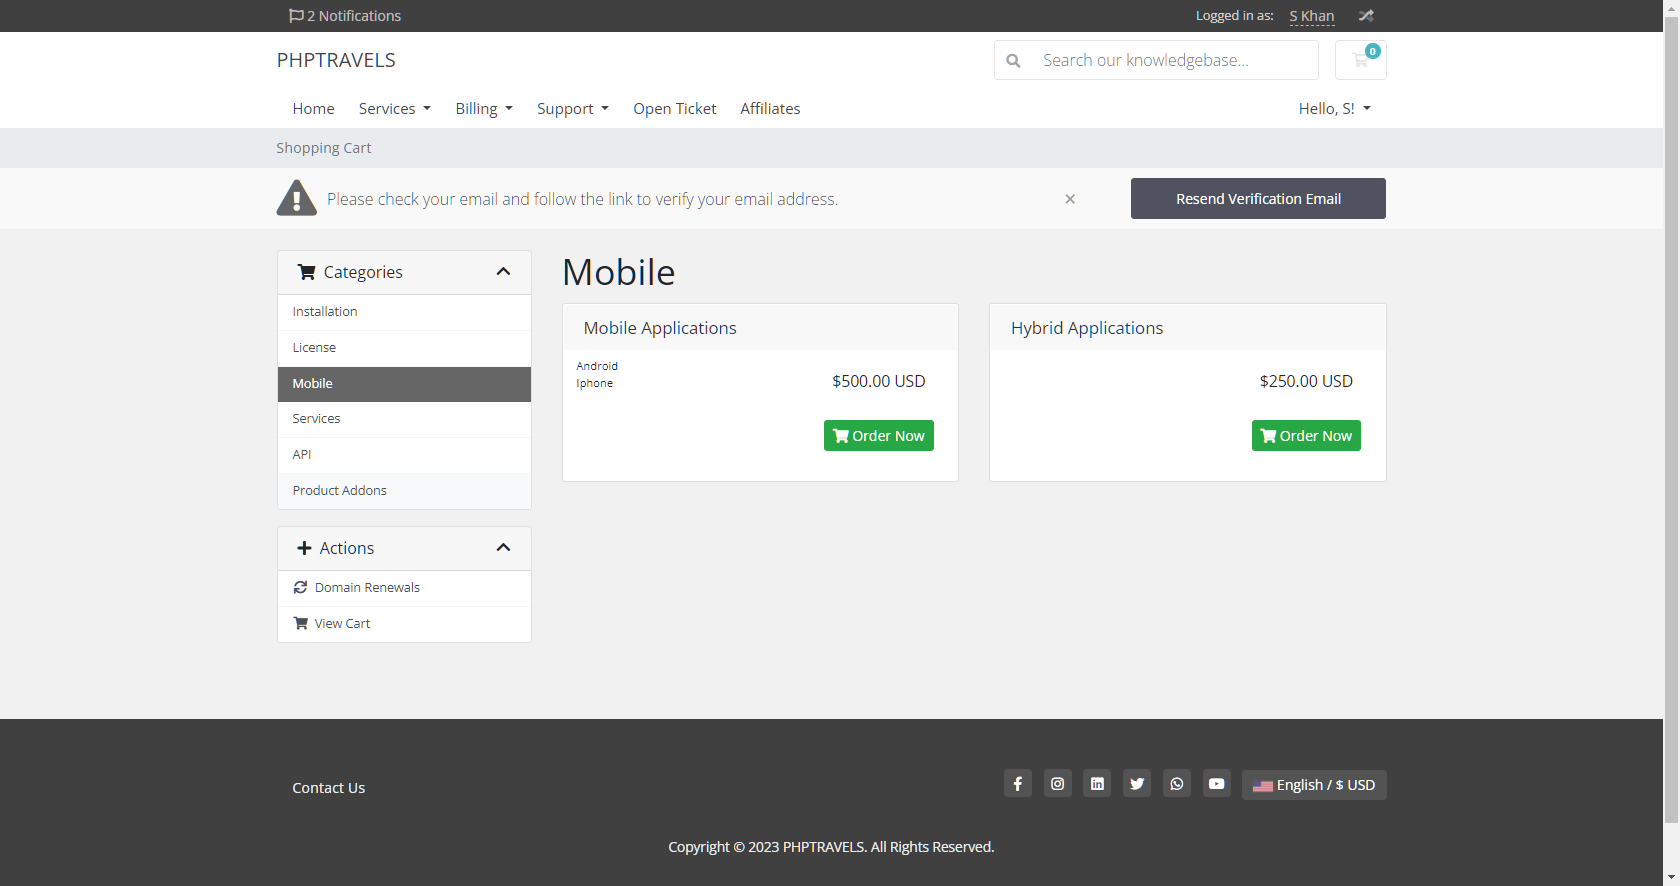 2 Notifications
Logged in as: S Khan
PHPTRAVELS
Search our knowledgebase...
0
Home Services Billing Support Open Ticket Affiliates
Hello, S!
Shopping Cart
Please check your email and follow the link to verify your email address.
×
Resend Verification Email
Categories
Installation
License
Mobile
Services
API
Product Addons
Actions
Domain Renewals
View Cart
Mobile
Mobile Applications
Android
Iphone
$500.00 USD
Order Now
Hybrid Applications
$250.00 USD
Order Now
Contact Us
English / $ USD
Copyright © 2023 PHPTRAVELS. All Rights Reserved.